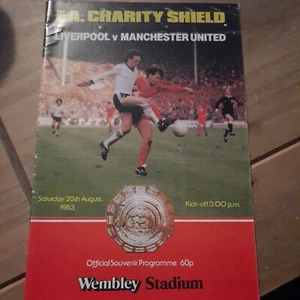 F.A. CHARITY SHIELD
LIVERPOOL v MANCHESTER UNITED
Saturday 20th August,
1983
Kick-off 3.00 p.m.
Official Souvenir Programme 60p
Wembley Stadium